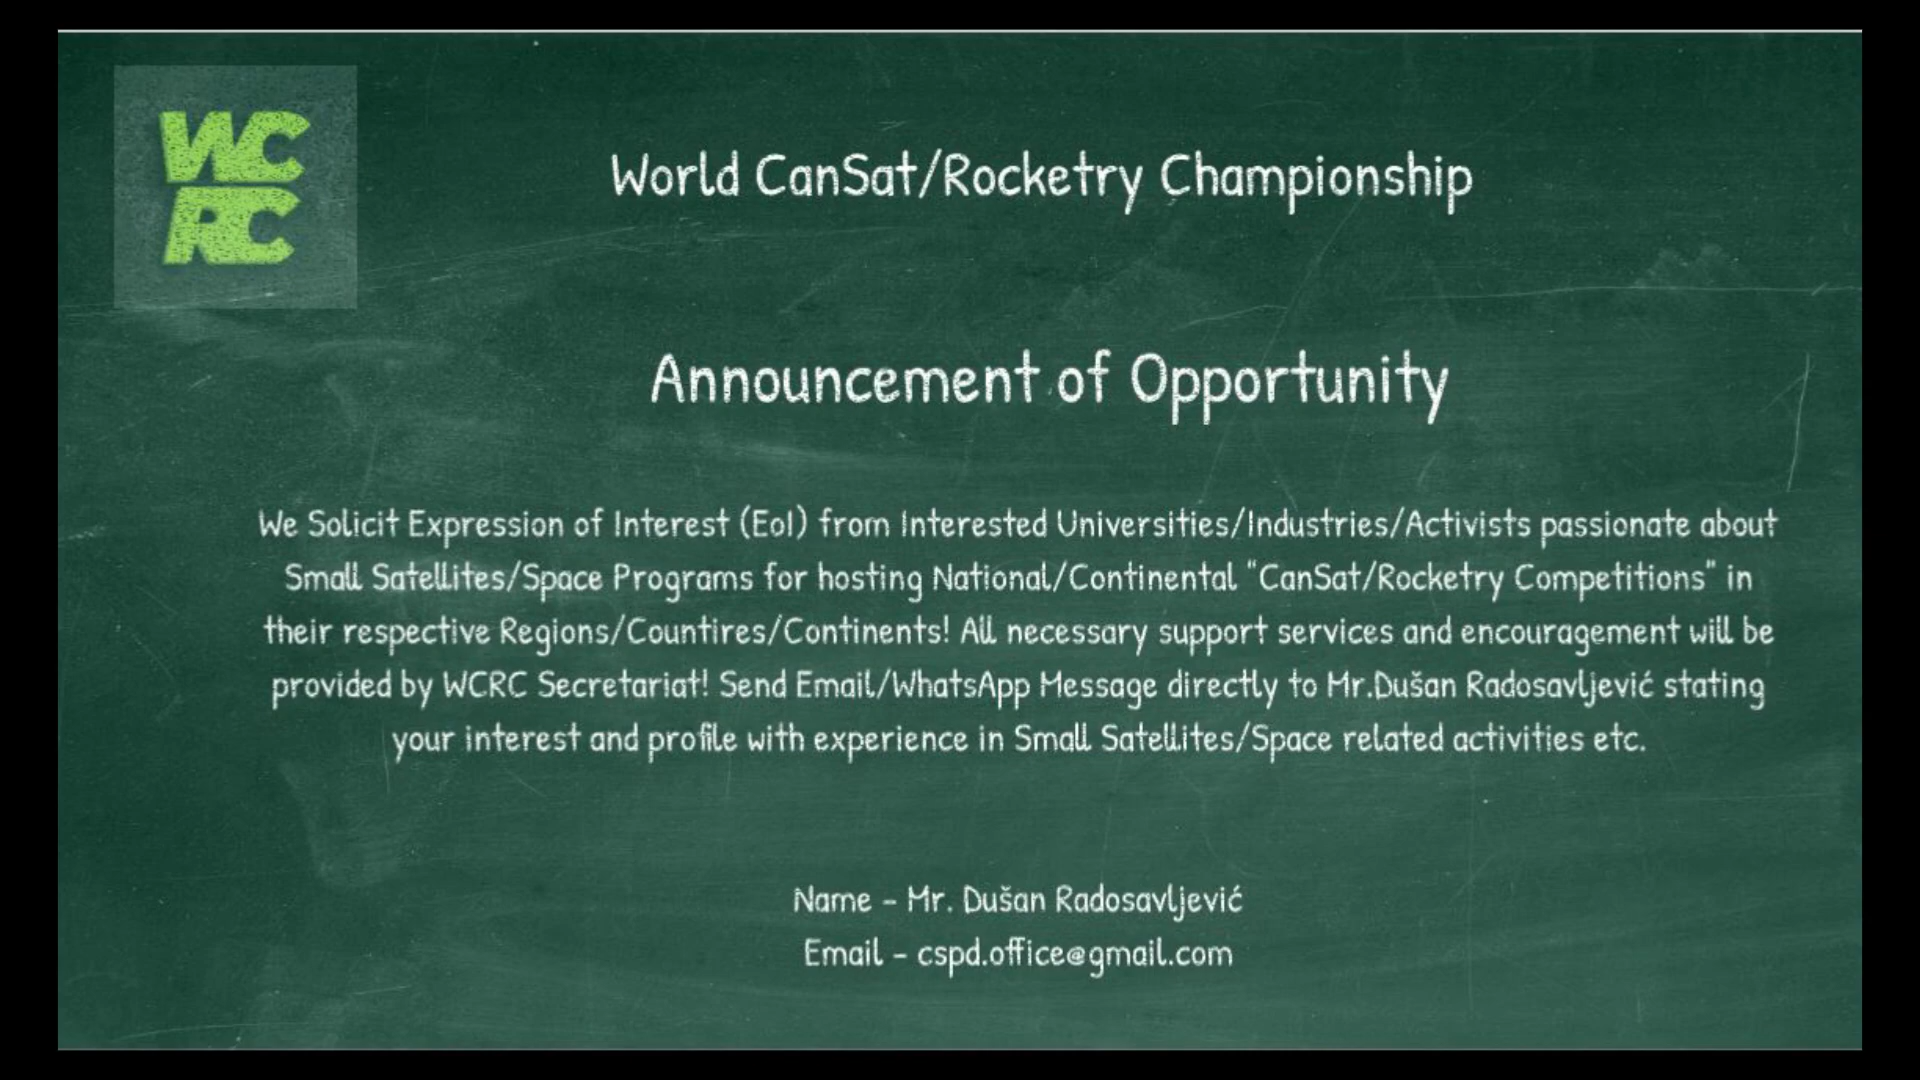 WC
RC
World CanSat/Rocketry Championship
Announcement of Opportunity
We Solicit Expression of Interest (EoI) from Interested Universities/Industries/Activists passionate about
Small Satellites/Space Programs for hosting National/Continental "CanSat/Rocketry Competitions" in
their respective Regions/Countires/Continents! All necessary support services and encouragement will be
provided by WCRC Secretariat! Send Email/WhatsApp Message directly to Mr.Dušan Radosavljević stating
your interest and profile with experience in Small Satellites/Space related activities etc.
Name - Mr. Dušan Radosavljević
Email - cspd.office@gmail.com